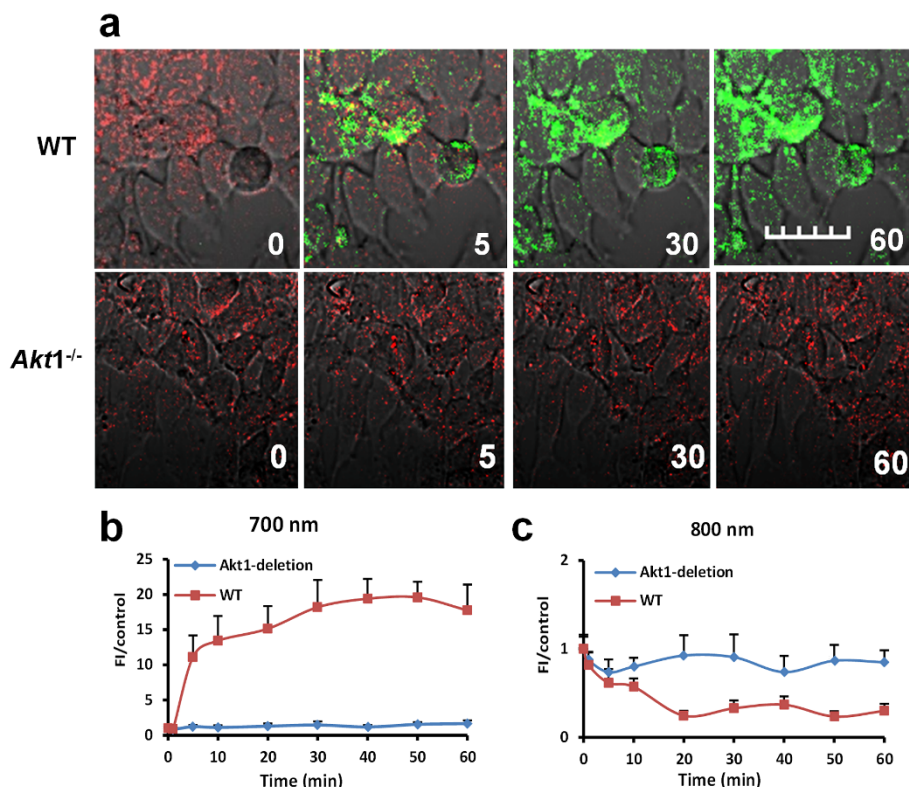 a
WT
0
5
30
60
Akt1-/-
0
5
30
60
b
700 nm
Akt1-deletion
WT
FI/control
25
20
15
10
5
0
0 10 20 30 40 50 60
Time (min)
c
800 nm
Akt1-deletion
WT
FI/control
2
1
0
0 10 20 30 40 50 60
Time (min)